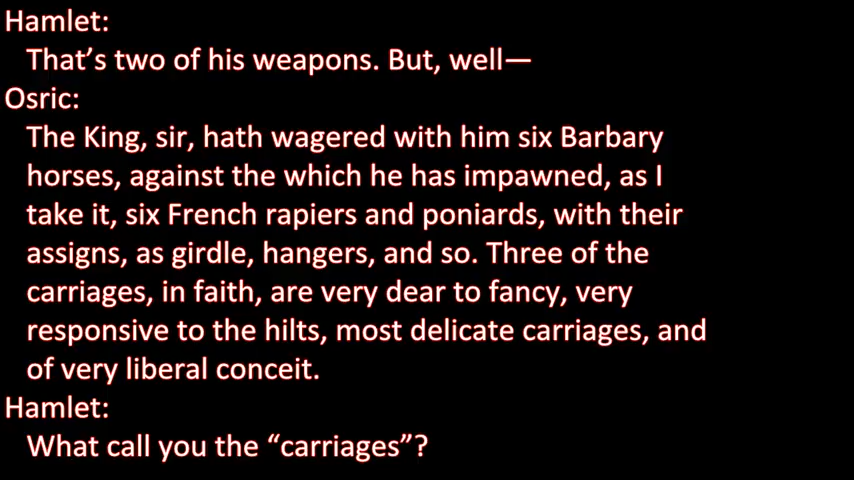 Hamlet:
That’s two of his weapons. But, well—
Osric:
The King, sir, hath wagered with him six Barbary
horses, against the which he has impawned, as I
take it, six French rapiers and poniards, with their
assigns, as girdle, hangers, and so. Three of the
carriages, in faith, are very dear to fancy, very
responsive to the hilts, most delicate carriages, and
of very liberal conceit.
Hamlet:
What call you the “carriages”?